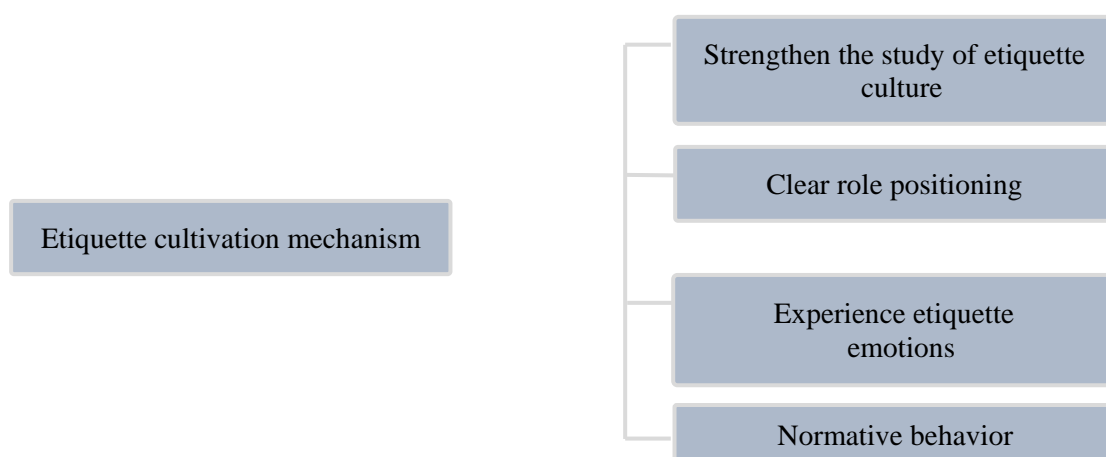 Strengthen the study of etiquette
culture
Clear role positioning
Etiquette cultivation mechanism
Experience etiquette
emotions
Normative behavior